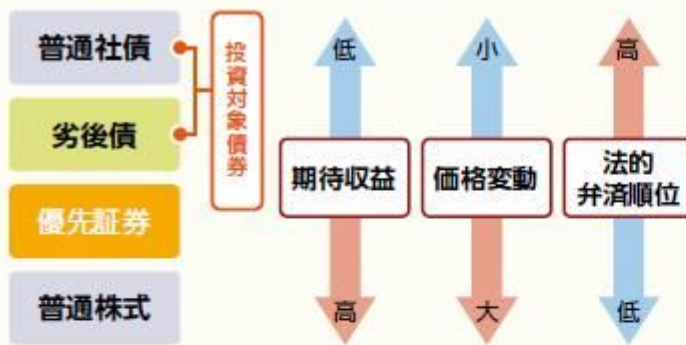 普通社債
劣後債
優先証券
普通株式
投資対象債券
低
期待収益
高
小
価格変動
大
高
法的
弁済順位
低